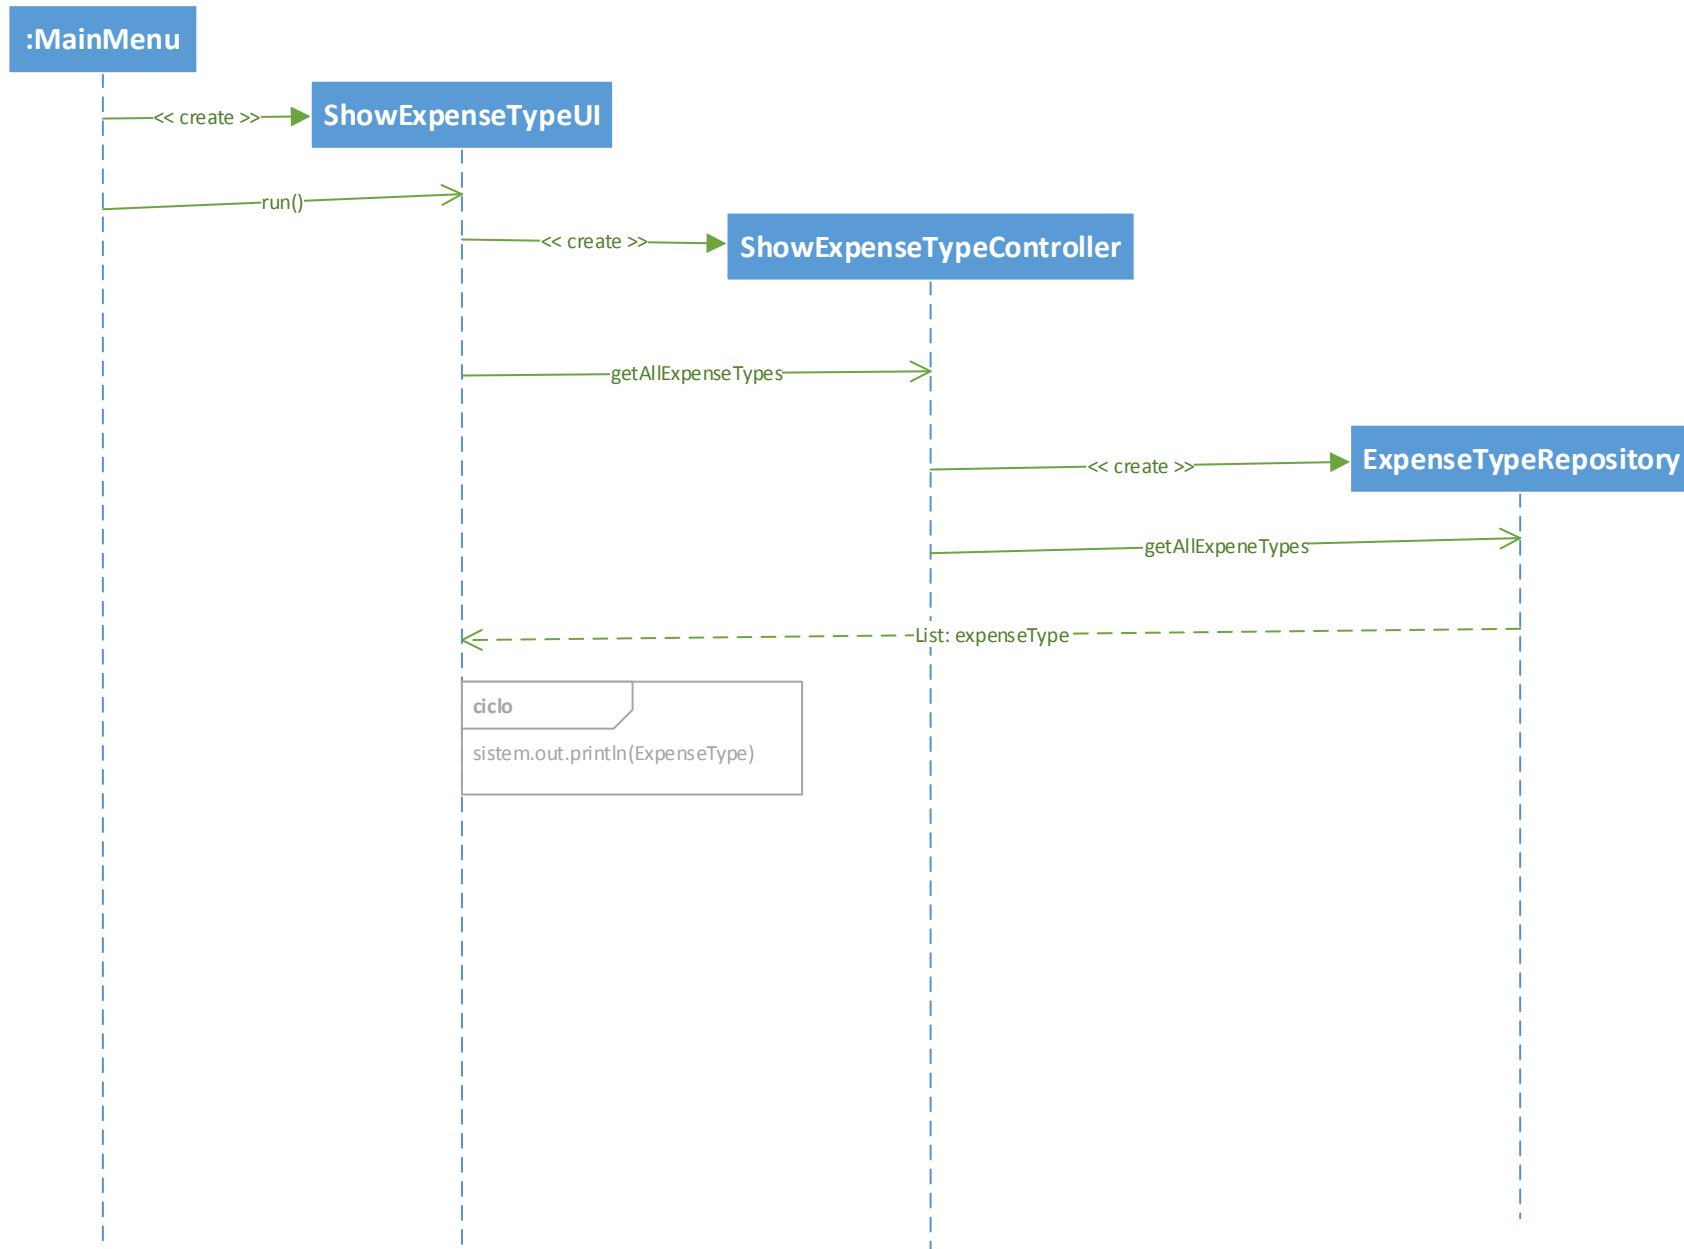 :MainMenu
<< create >>
ShowExpenseTypeUI
run()
<< create >>
ShowExpenseTypeController
getAllExpenseTypes
<< create >>
ExpenseTypeRepository
getAllExpeneTypes
List: expenseType
ciclo
sistem.out.println(ExpenseType)